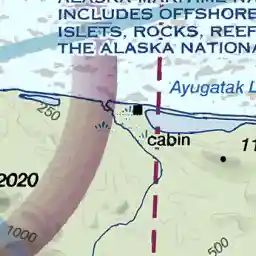 INCLUDES OFFSHORE
ISLETS, ROCKS, REEF
THE ALASKA NATIONA
Ayugatak L
250
cabin
11
2020
1000
500